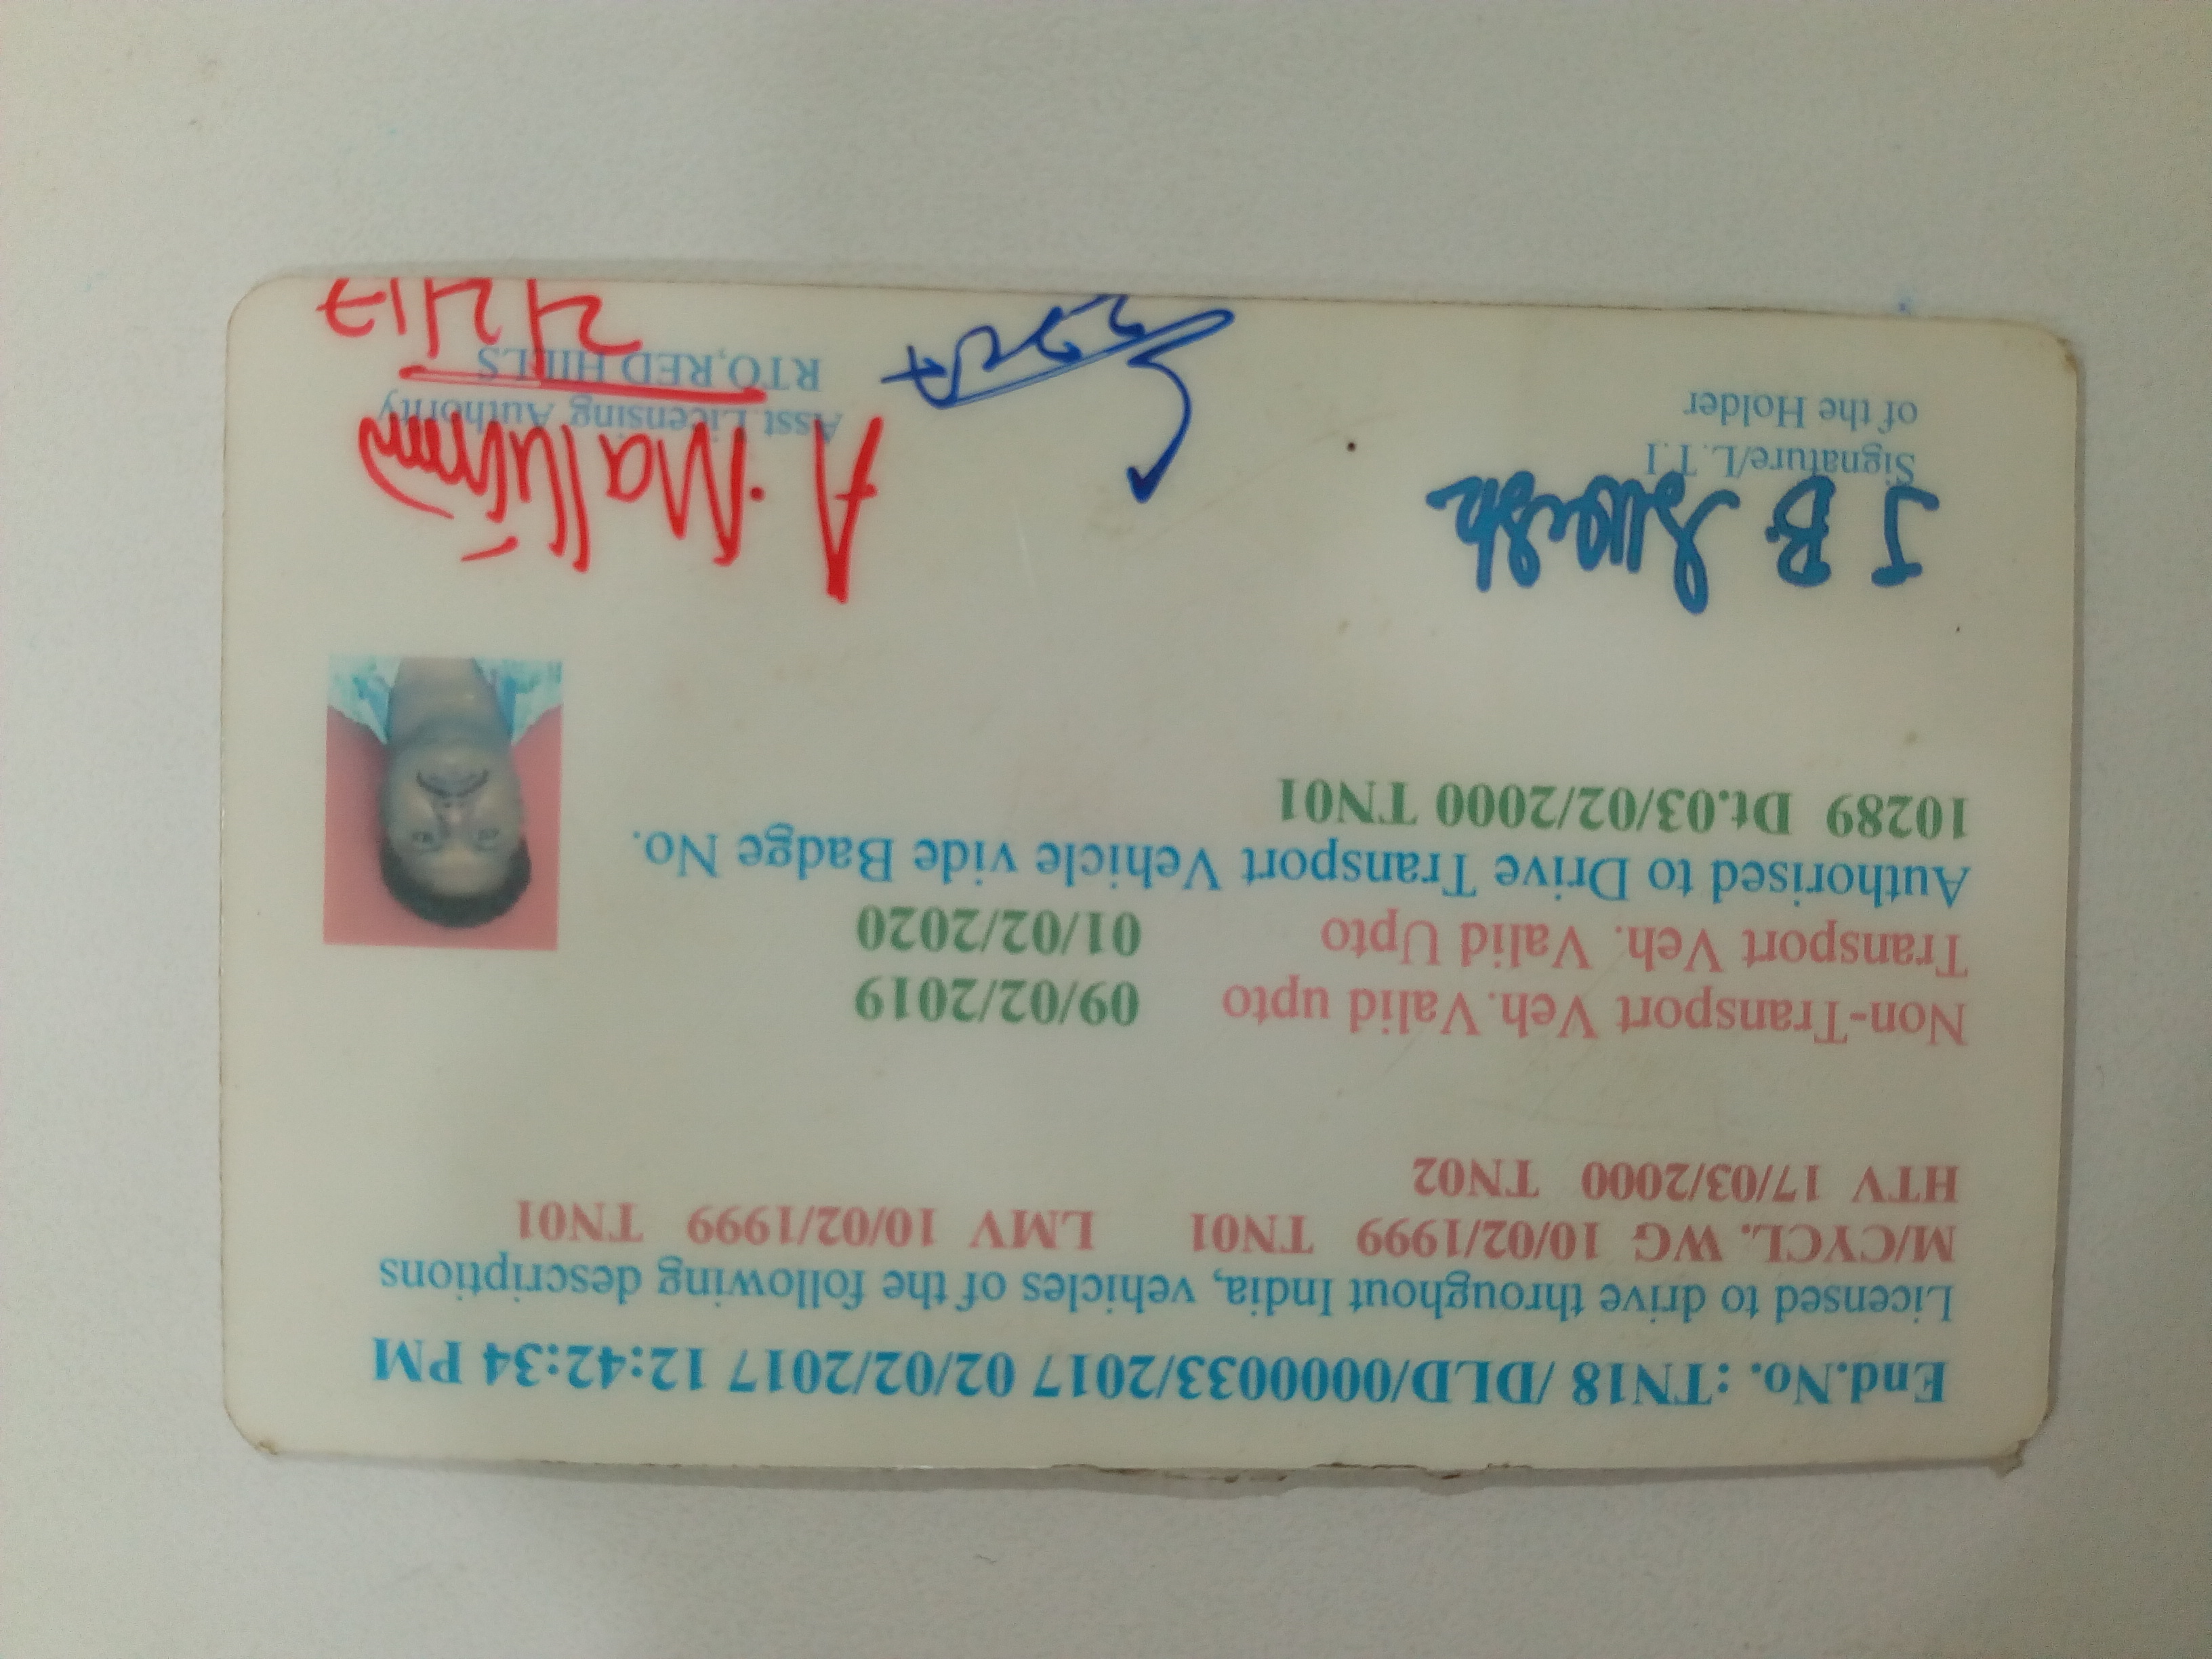 End.No. :TN18 /DLD/0000033/2017 02/02/2017 12:42:34 PM
Licensed to drive throughout India, vehicles of the following descriptions
M/CYCL. WG 10/02/1999 TN01 LMV 10/02/1999 TN01
HTV 17/03/2000 TN02
Non-Transport Veh.Valid upto 09/02/2019
Transport Veh. Valid Upto 01/02/2020
Authorised to Drive Transport Vehicle vide Badge No.
10289 Dt.03/02/2000 TN01
J B Suresh
Signature/L.T.I
of the Holder
Asst Licensing Authority
RTO,RED HILLS